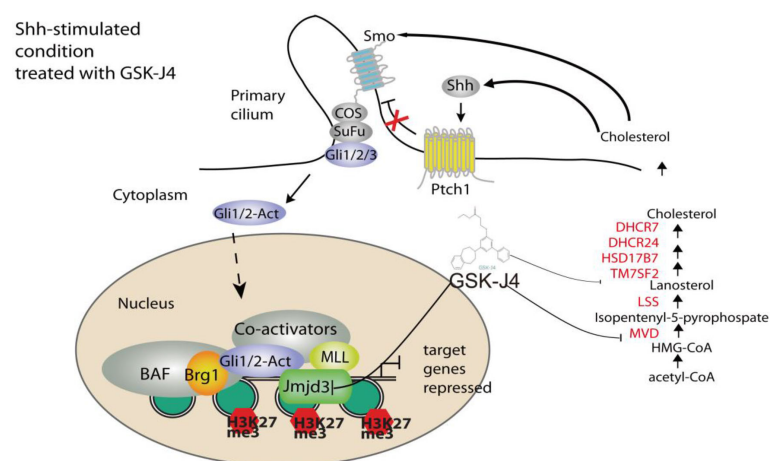 Shh-stimulated
condition
treated with GSK-J4
Smo
Primary
cilium
COS
SuFu
Gli1/2/3
Shh
Cholesterol
Ptch1
Cytoplasm
Gli1/2-Act
Cholesterol
DHCR7
DHCR24
HSD17B7
TM7SF2
Lanosterol
LSS
Isopentenyl-5-pyrophospate
MVD
HMG-CoA
acetyl-CoA
GSK-J4
GSK-J4
Nucleus
Co-activators
Gli1/2-Act
MLL
BAF
Brg1
Jmjd3
target
genes
repressed
H3K27
me3
H3K27
me3
H3K27
me3